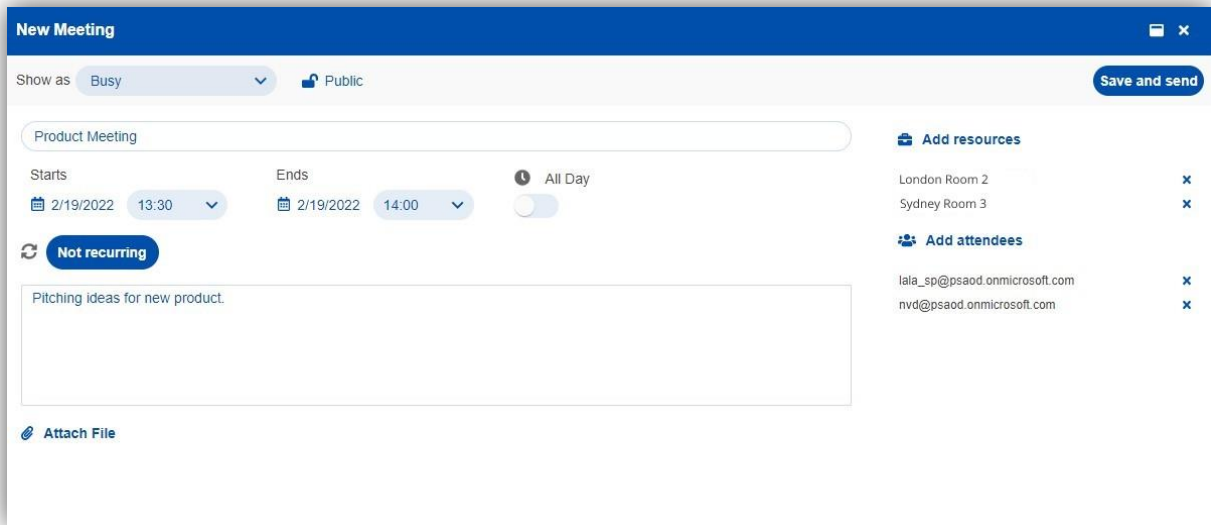 New Meeting
Show as Busy Public Save and send
Product Meeting
Starts Ends All Day
2/19/2022 13:30 2/19/2022 14:00
Not recurring
Pitching ideas for new product.
Attach File
Add resources
London Room 2
Sydney Room 3
Add attendees
lala_sp@psaod.onmicrosoft.com
nvd@psaod.onmicrosoft.com